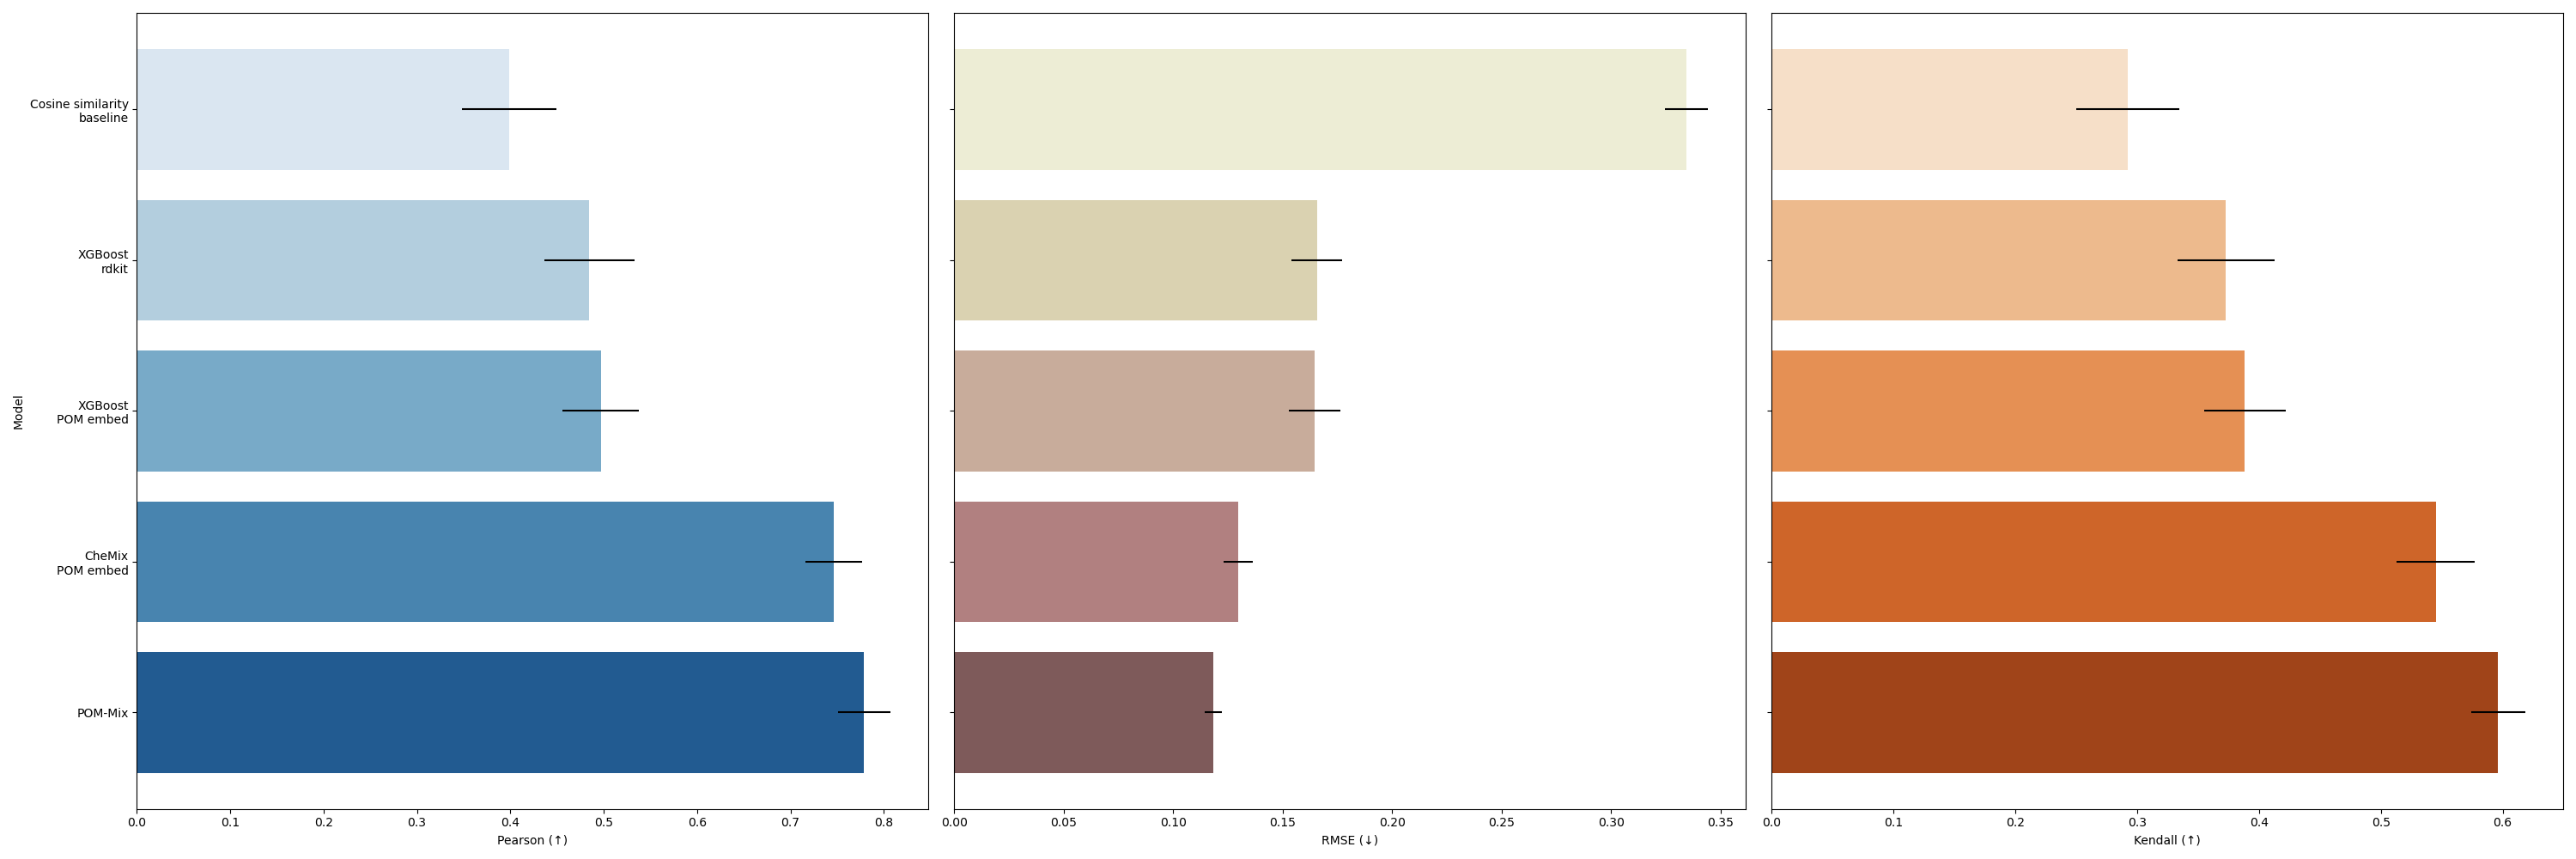 Model
Cosine similarity
baseline
XGBoost
rdkit
XGBoost
POM embed
CheMix
POM embed
POM-Mix
0.0 0.1 0.2 0.3 0.4 0.5 0.6 0.7 0.8
Pearson (↑)
0.00 0.05 0.10 0.15 0.20 0.25 0.30 0.35
RMSE (↓)
0.0 0.1 0.2 0.3 0.4 0.5 0.6
Kendall (↑)